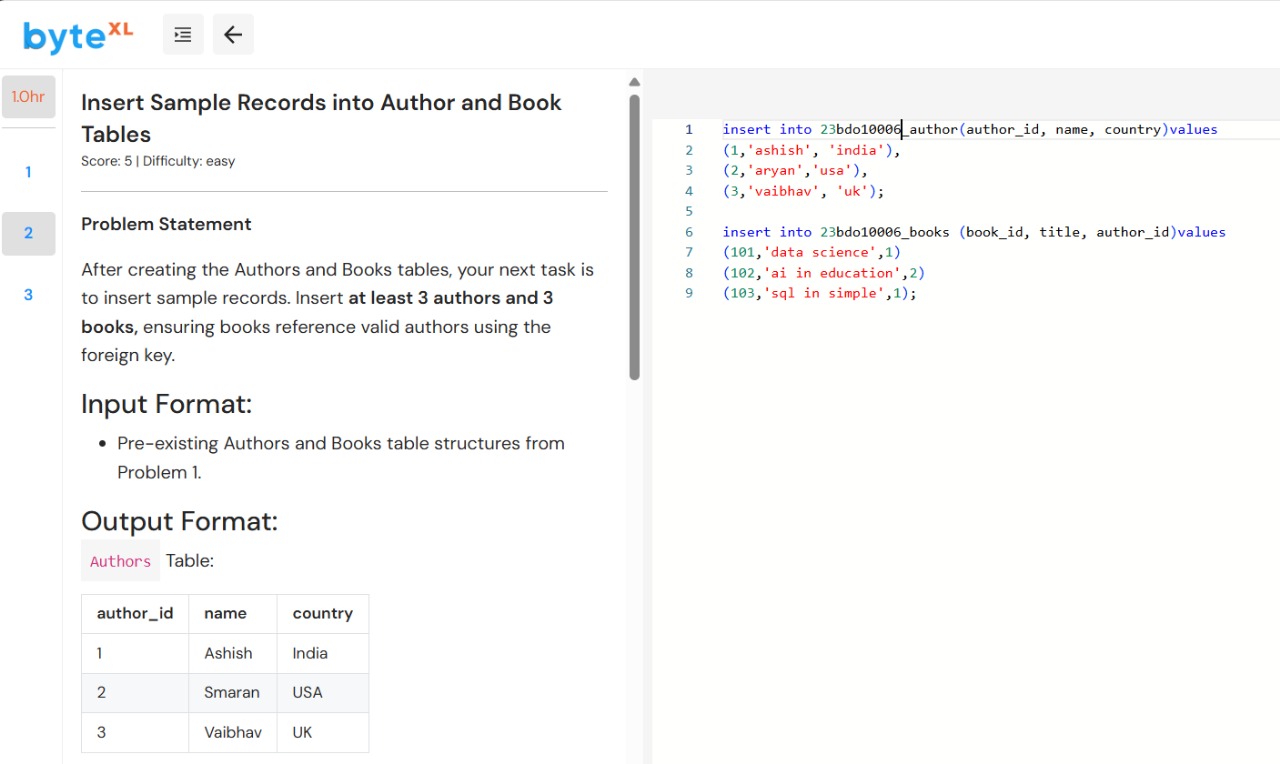 byteXL
1.0hr
1
2
3
Insert Sample Records into Author and Book
Tables
Score: 5 | Difficulty: easy
Problem Statement
After creating the Authors and Books tables, your next task is
to insert sample records. Insert at least 3 authors and 3
books, ensuring books reference valid authors using the
foreign key.
Input Format:
• Pre-existing Authors and Books table structures from
Problem 1.
Output Format:
Authors Table:
author_id name country
1 Ashish India
2 Smaran USA
3 Vaibhav UK
1 insert into 23bdo10006_author(author_id, name, country)values
2 (1,'ashish', 'india'),
3 (2,'aryan','usa'),
4 (3,'vaibhav', 'uk');
5
6 insert into 23bdo10006_books (book_id, title, author_id)values
7 (101,'data science',1)
8 (102,'ai in education',2)
9 (103,'sql in simple',1);